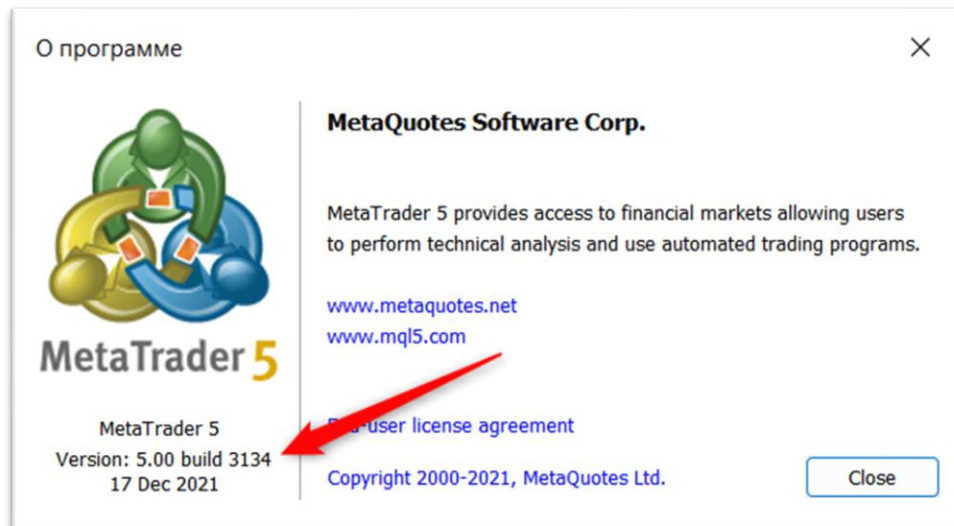 О программе
MetaQuotes Software Corp.
MetaTrader 5 provides access to financial markets allowing users
to perform technical analysis and use automated trading programs.
www.metaquotes.net
www.mql5.com
MetaTrader 5
MetaTrader 5
Version: 5.00 build 3134
17 Dec 2021
user license agreement
Copyright 2000-2021, MetaQuotes Ltd.
Close